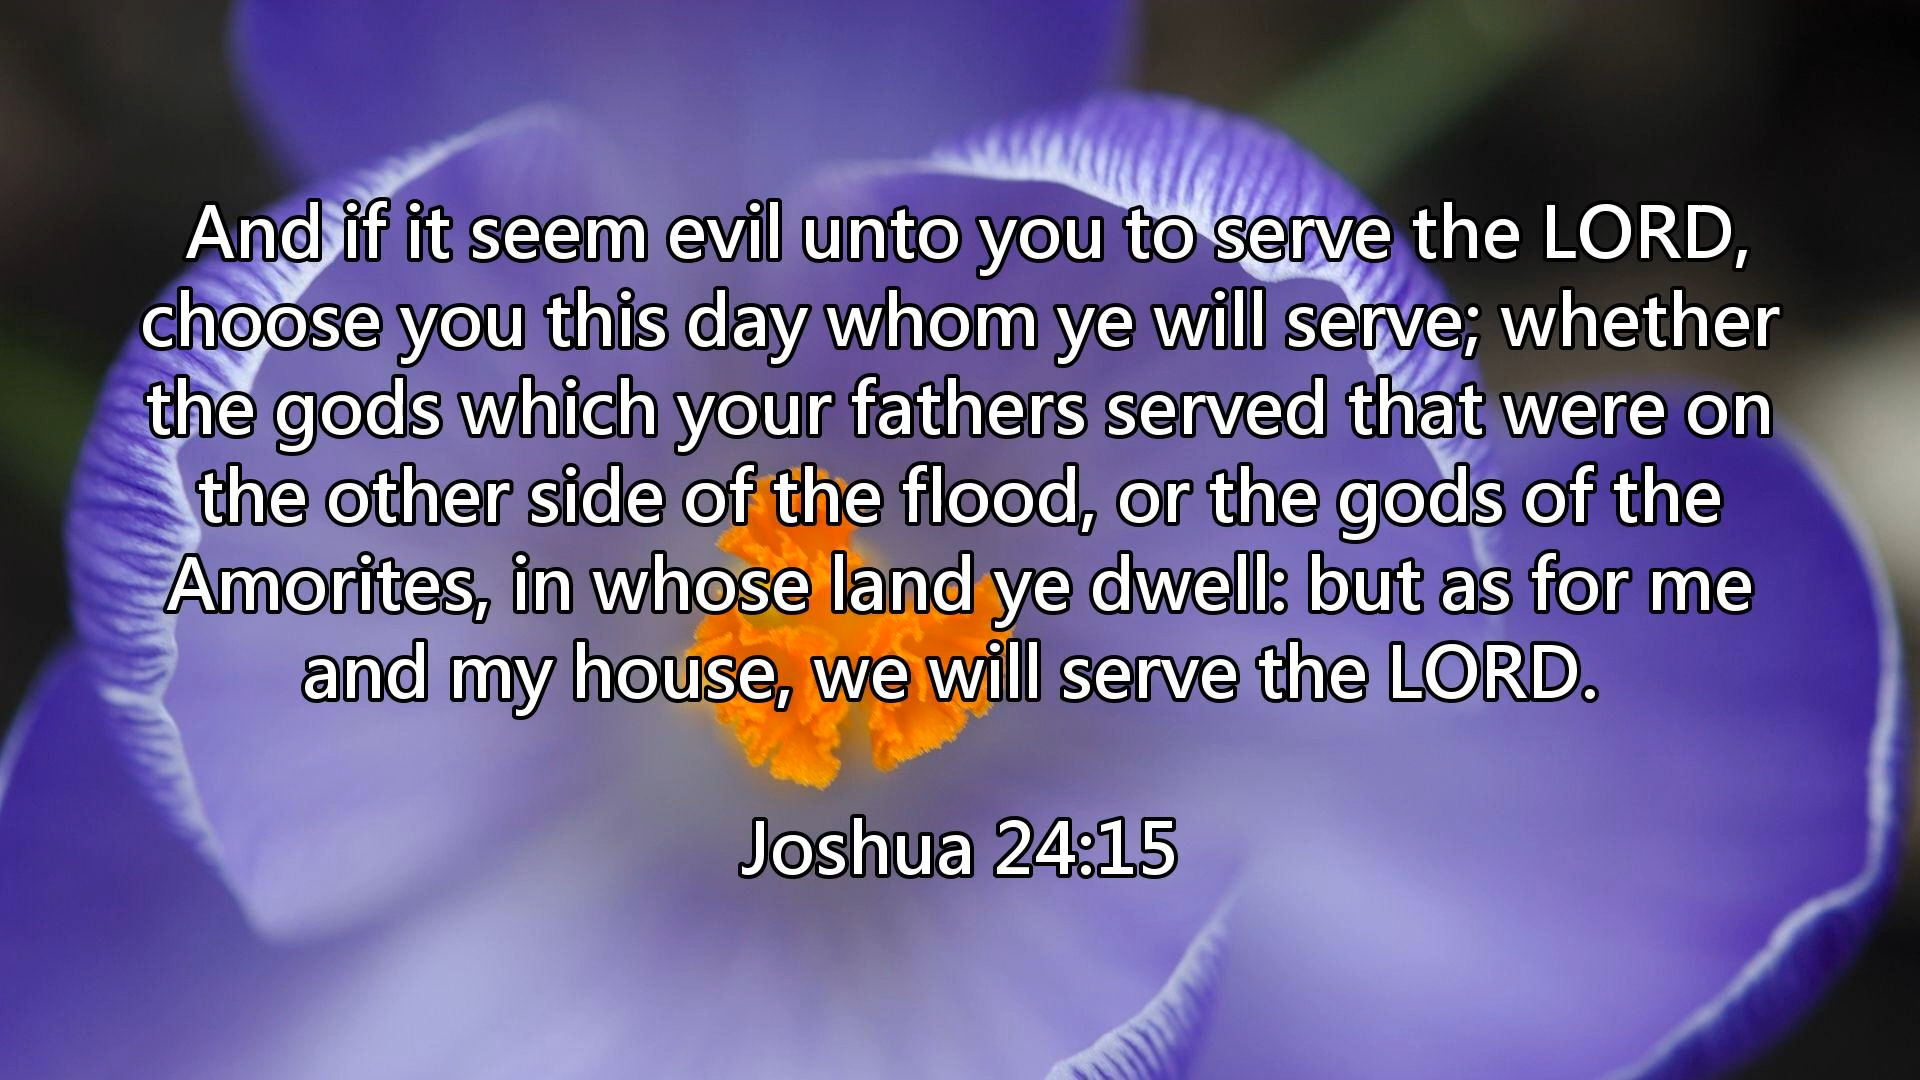 And if it seem evil unto you to serve the LORD,
choose you this day whom ye will serve; whether
the gods which your fathers served that were on
the other side of the flood, or the gods of the
Amorites, in whose land ye dwell: but as for me
and my house, we will serve the LORD.
Joshua 24:15